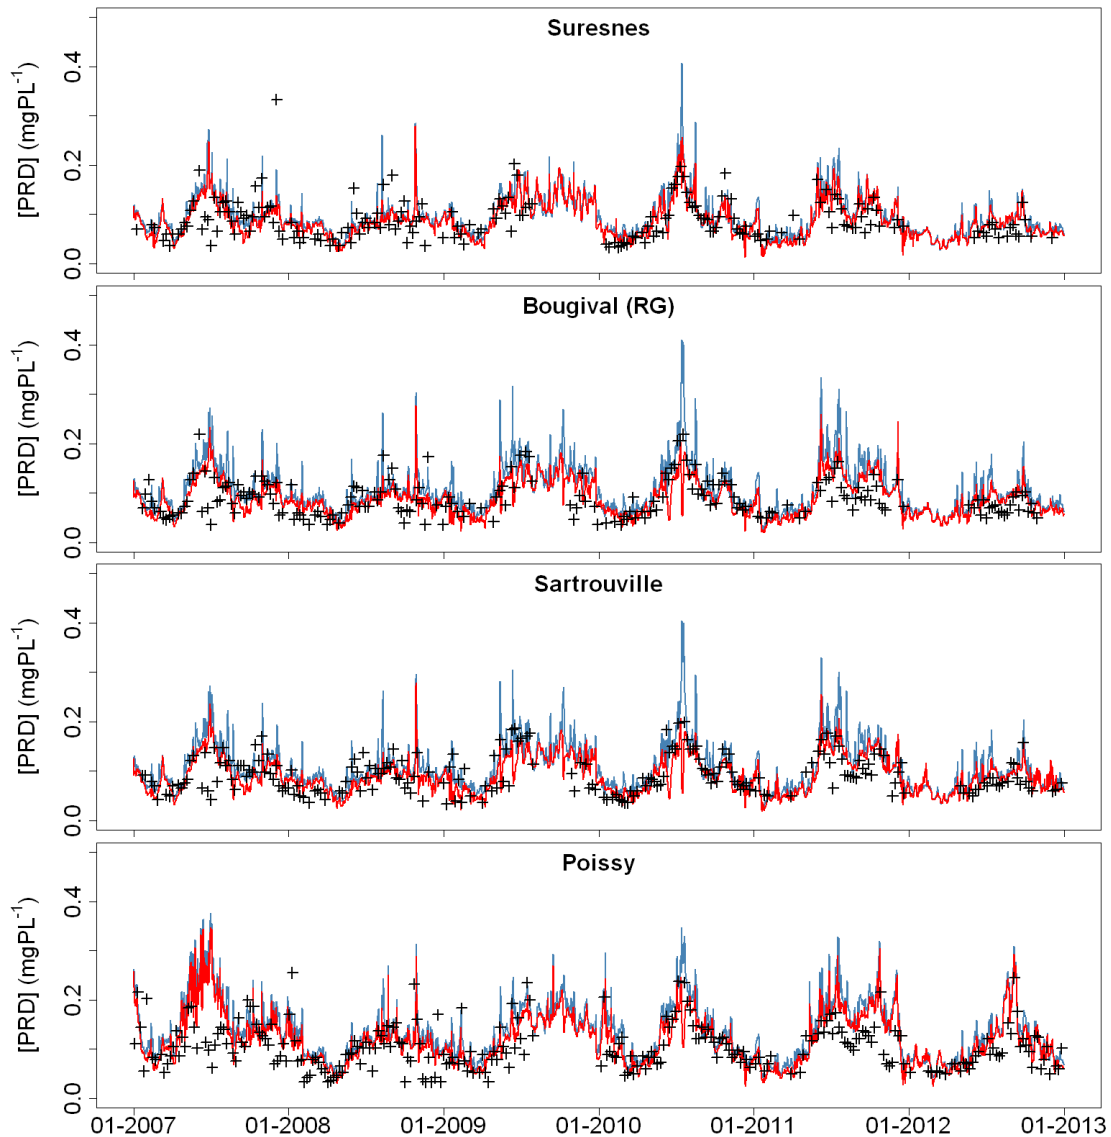 Suresnes
[PRD] (mgPL⁻¹)
0.4
0.2
0.0
Bougival (RG)
[PRD] (mgPL⁻¹)
0.4
0.2
0.0
Sartrouville
[PRD] (mgPL⁻¹)
0.4
0.2
0.0
Poissy
[PRD] (mgPL⁻¹)
0.4
0.2
0.0
01-2007 01-2008 01-2009 01-2010 01-2011 01-2012 01-2013